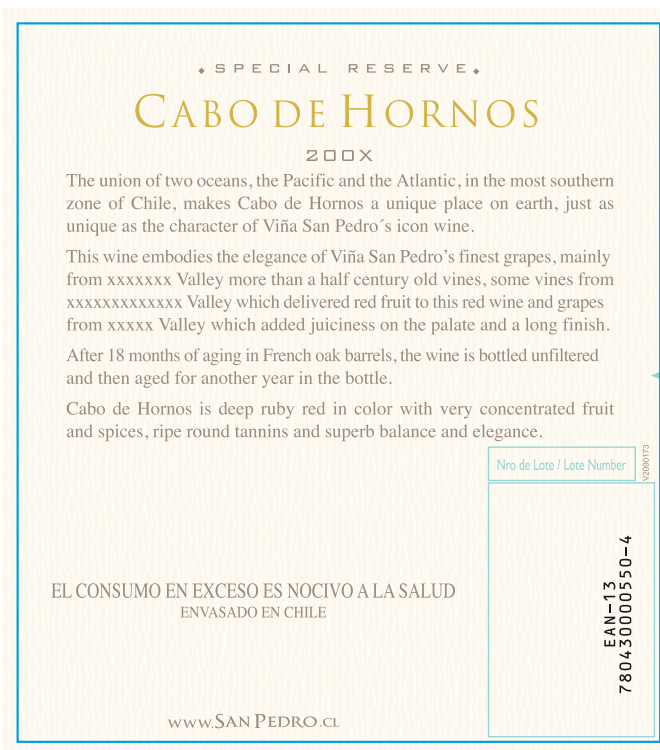 SPECIAL RESERVE
CABO DE HORNOS
200X
The union of two oceans, the Pacific and the Atlantic, in the most southern
zone of Chile, makes Cabo de Hornos a unique place on earth, just as
unique as the character of Viña San Pedro´s icon wine.
This wine embodies the elegance of Viña San Pedro's finest grapes, mainly
from xxxxxxx Valley more than a half century old vines, some vines from
xxxxxxxxxxxxx Valley which delivered red fruit to this red wine and grapes
from xxxxx Valley which added juiciness on the palate and a long finish.
After 18 months of aging in French oak barrels, the wine is bottled unfiltered
and then aged for another year in the bottle.
Cabo de Hornos is deep ruby red in color with very concentrated fruit
and spices, ripe round tannins and superb balance and elegance.
Nro de Lote / Lote Number
V2090173
EL CONSUMO EN EXCESO ES NOCIVO A LA SALUD
ENVASADO EN CHILE
EAN-13
780430000550-4
WWW.SAN PEDRO.CL